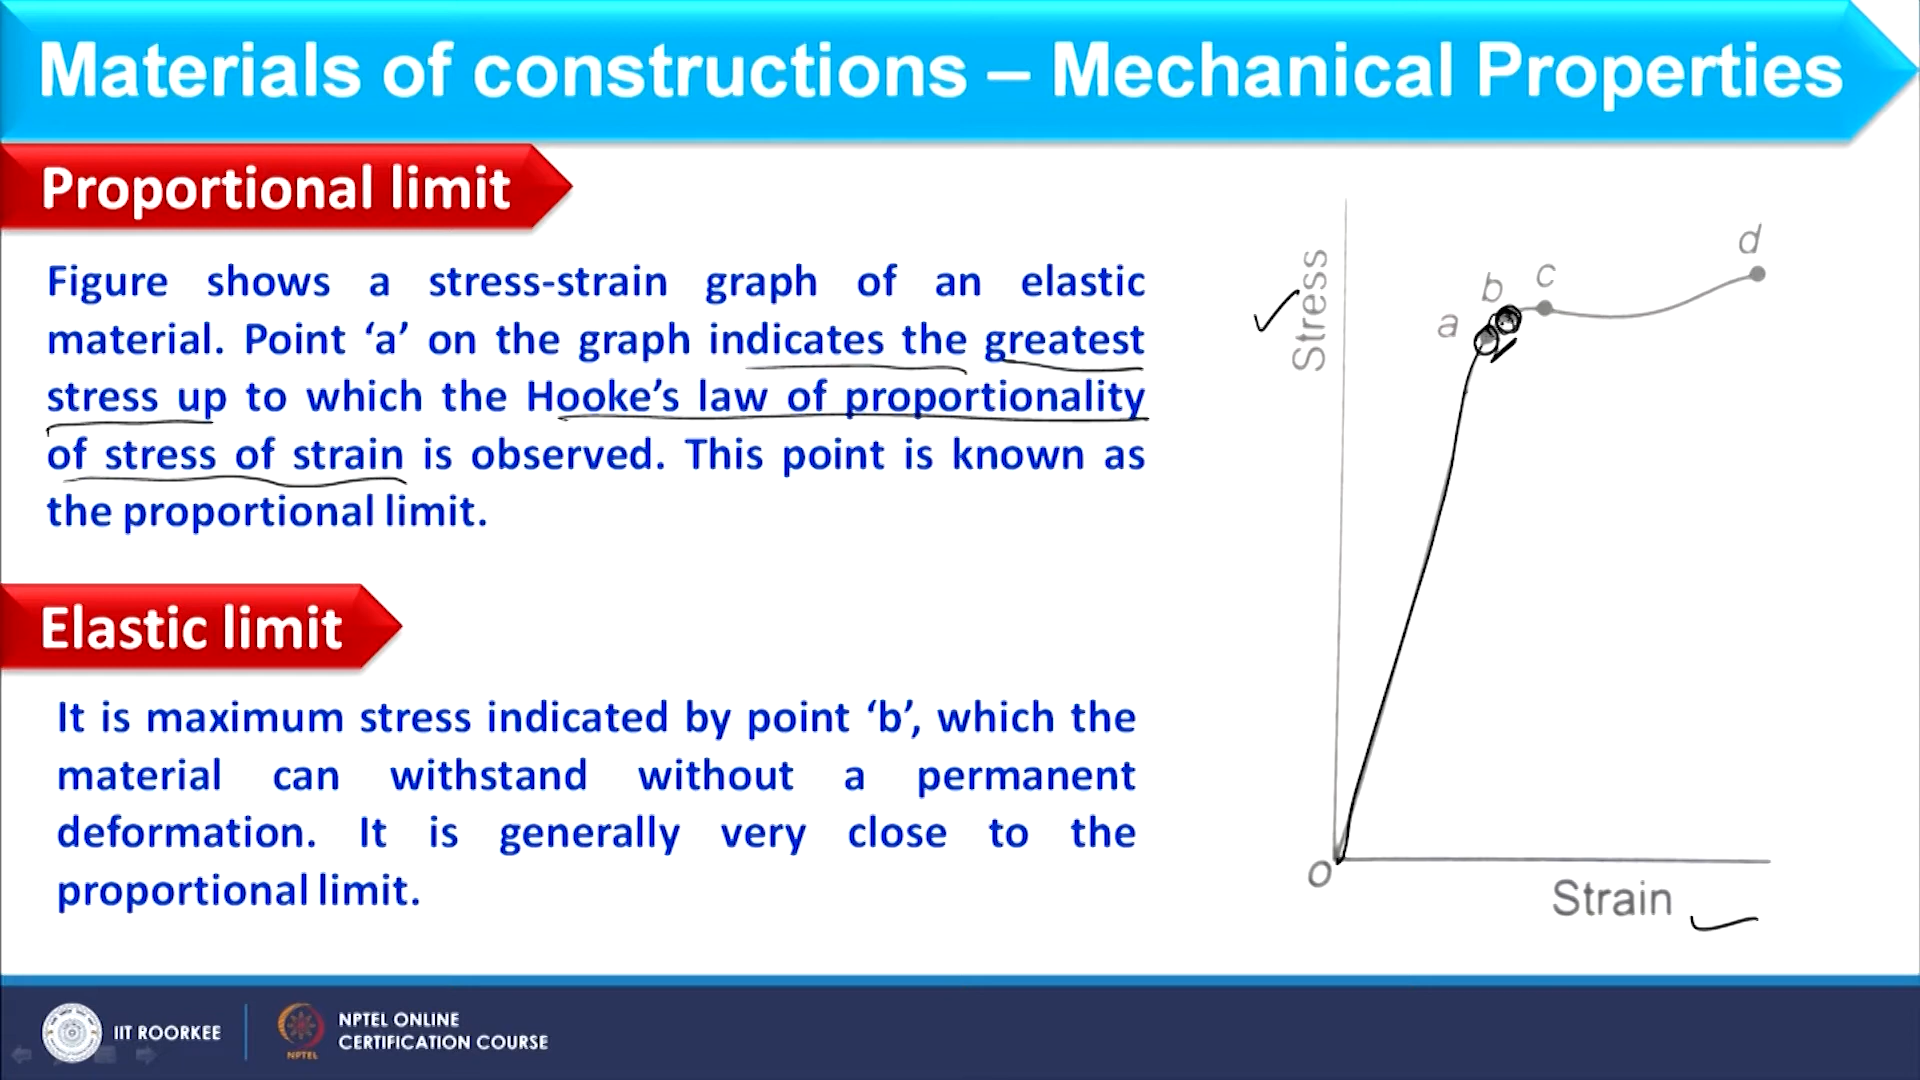 Materials of constructions – Mechanical Properties
Proportional limit
Figure shows a stress-strain graph of an elastic
material. Point ‘a’ on the graph indicates the greatest
stress up to which the Hooke’s law of proportionality
of stress of strain is observed. This point is known as
the proportional limit.
Elastic limit
It is maximum stress indicated by point ‘b’, which the
material can withstand without a permanent
deformation. It is generally very close to the
proportional limit.
Stress
a
b
c
d
O
Strain
IIT ROORKEE
NPTEL
NPTEL ONLINE
CERTIFICATION COURSE